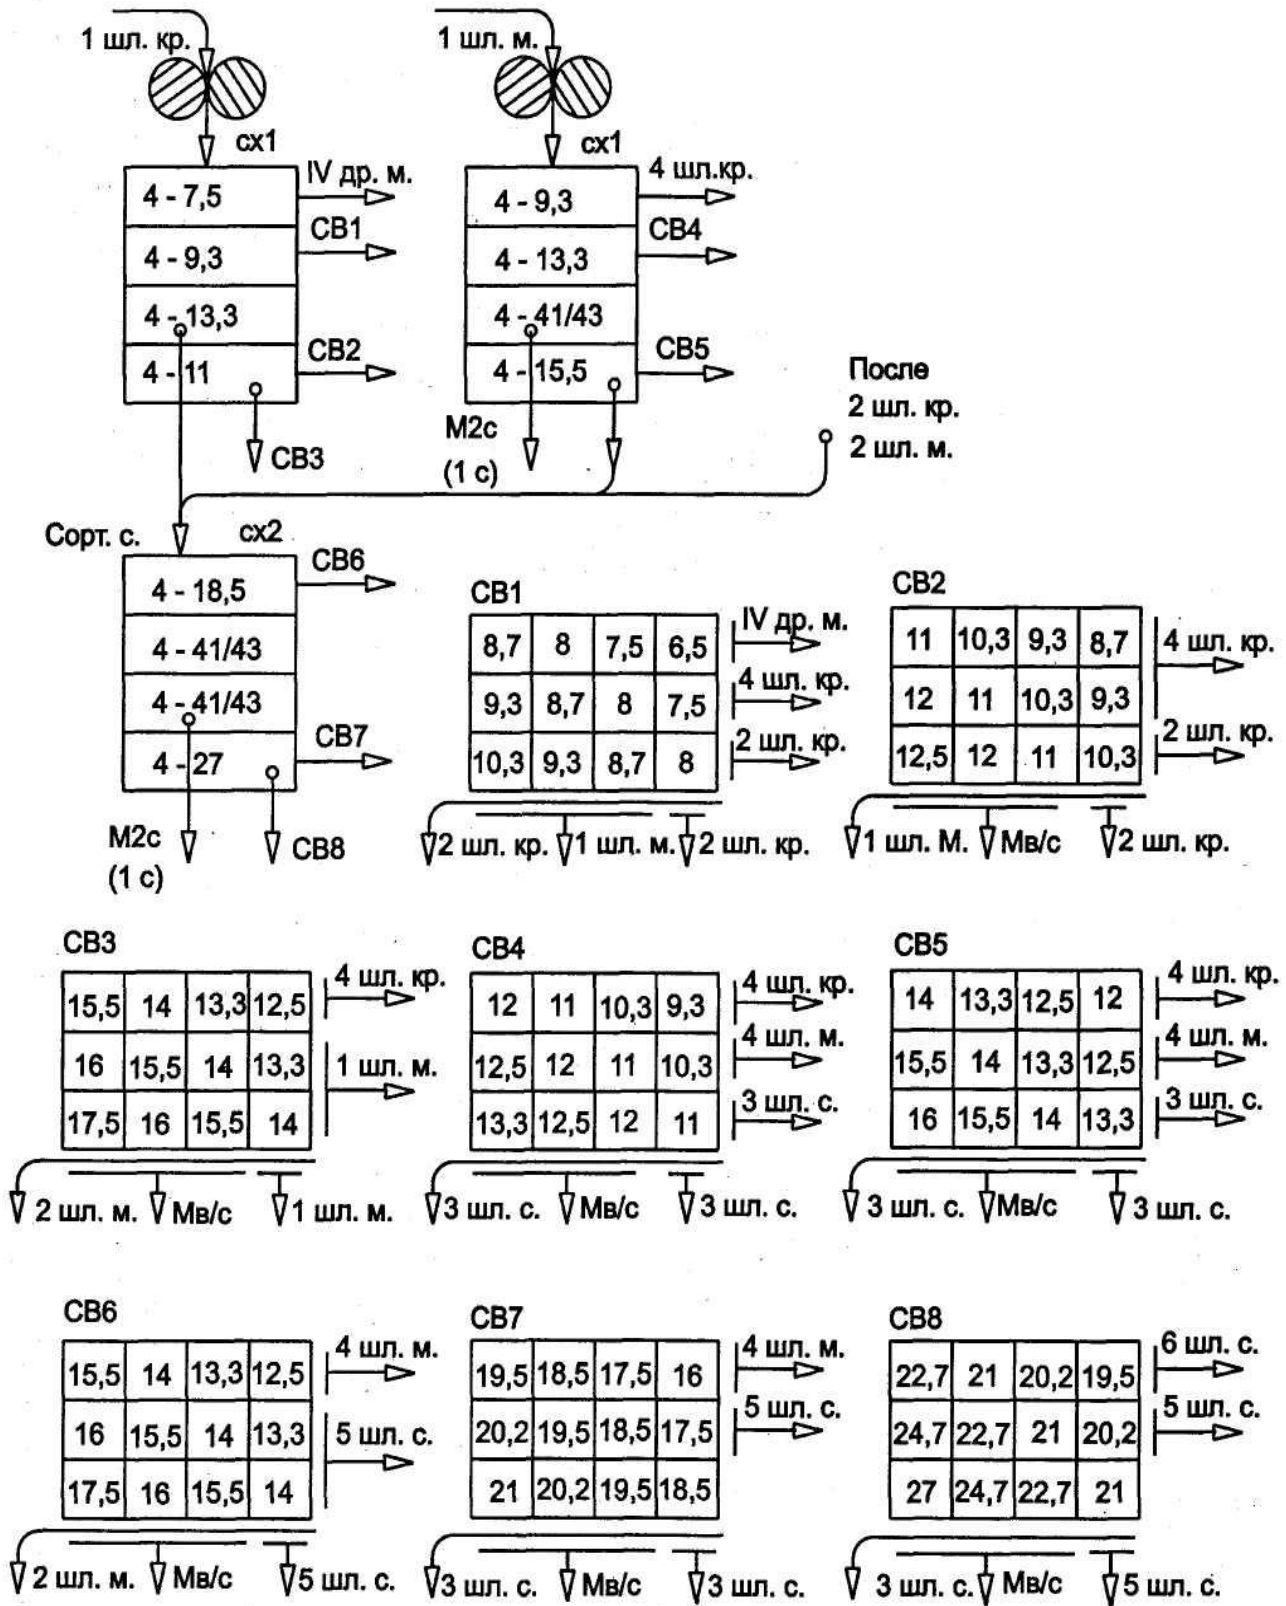 1 шл. кр.
1 шл. м.
сх1
сх1
4 - 7,5
IV др. м.
4 - 9,3
СВ1
4 - 13,3
4 - 11
СВ2
СВ3
4 - 9,3
4 шл.кр.
4 - 13,3
СВ4
4 - 41/43
4 - 15,5
СВ5
М2с
(1 с)
После
2 шл. кр.
2 шл. м.
Сорт. с.
сх2
4 - 18,5
СВ6
4 - 41/43
4 - 41/43
4 - 27
СВ7
М2с
(1 с)
СВ8
СВ1
8,7 8 7,5 6,5 IV др. м.
9,3 8,7 8 7,5 4 шл. кр.
10,3 9,3 8,7 8 2 шл. кр.
2 шл. кр. 1 шл. м. 2 шл. кр.
СВ2
11 10,3 9,3 8,7 4 шл. кр.
12 11 10,3 9,3
12,5 12 11 10,3 2 шл. кр.
1 шл. М. Мв/с 2 шл. кр.
СВ3
15,5 14 13,3 12,5 4 шл. кр.
16 15,5 14 13,3 1 шл. м.
17,5 16 15,5 14
2 шл. м. Мв/с 1 шл. м.
СВ4
12 11 10,3 9,3 4 шл. кр.
12,5 12 11 10,3 4 шл. м.
13,3 12,5 12 11 3 шл. с.
3 шл. с. Мв/с 3 шл. с.
СВ5
14 13,3 12,5 12 4 шл. кр.
15,5 14 13,3 12,5 4 шл. м.
16 15,5 14 13,3 3 шл. с.
3 шл. с. Мв/с 3 шл. с.
СВ6
15,5 14 13,3 12,5 4 шл. м.
16 15,5 14 13,3 5 шл. с.
17,5 16 15,5 14
2 шл. м. Мв/с 5 шл. с.
СВ7
19,5 18,5 17,5 16 4 шл. м.
20,2 19,5 18,5 17,5 5 шл. с.
21 20,2 19,5 18,5
3 шл. с. Мв/с 3 шл. с.
СВ8
22,7 21 20,2 19,5 6 шл. с.
24,7 22,7 21 20,2 5 шл. с.
27 24,7 22,7 21
3 шл. с. Мв/с 5 шл. с.